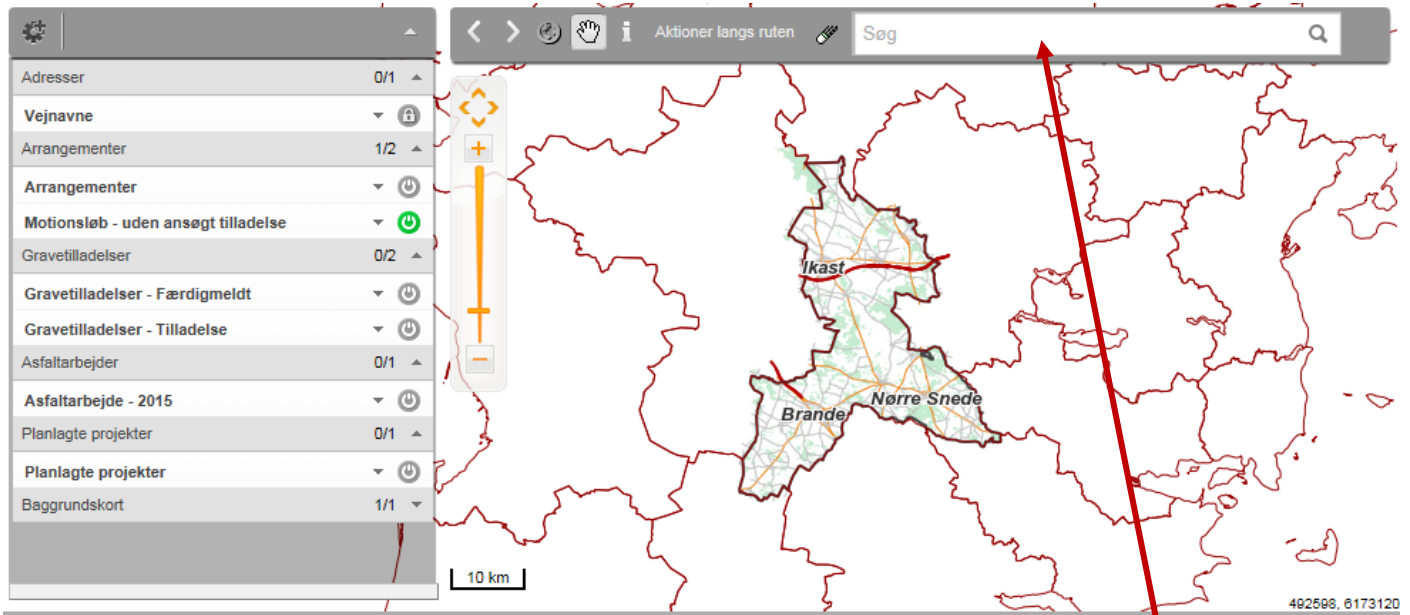 Aktioner langs ruten
Søg
Adresser 0/1
Vejnavne
Arrangementer 1/2
Arrangementer
Motionsløb - uden ansøgt tilladelse
Gravetilladelser 0/2
Gravetilladelser - Færdigmeldt
Gravetilladelser - Tilladelse
Asfaltarbejder 0/1
Asfaltarbejde - 2015
Planlagte projekter 0/1
Planlagte projekter
Baggrundskort 1/1
Ikast
Nørre Snede
Brande
10 km
492598, 6173120